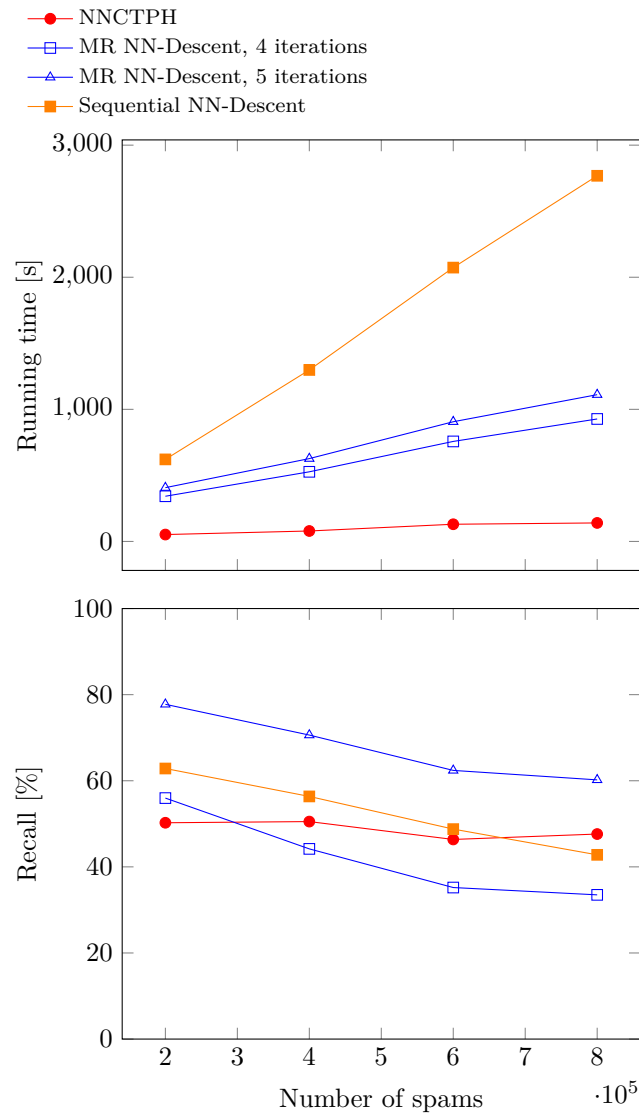 NNCTPH
MR NN-Descent, 4 iterations
MR NN-Descent, 5 iterations
Sequential NN-Descent
3,000
2,000
1,000
0
Running time [s]
100
80
60
40
20
0
Recall [%]
2 3 4 5 6 7 8
Number of spams
·10⁵